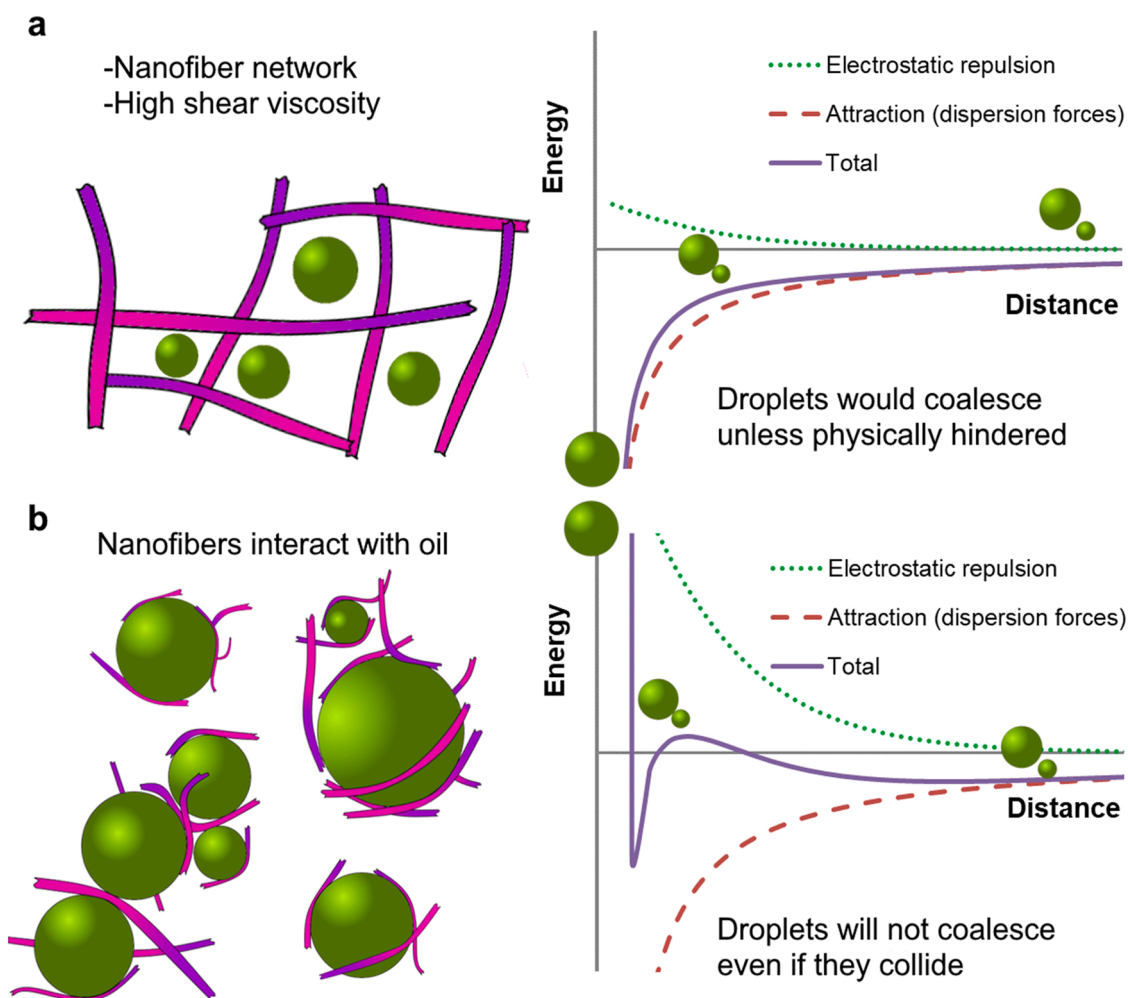 a
-Nanofiber network
-High shear viscosity
Energy
Electrostatic repulsion
Attraction (dispersion forces)
Total
Distance
Droplets would coalesce
unless physically hindered
b
Nanofibers interact with oil
Energy
Electrostatic repulsion
Attraction (dispersion forces)
Total
Distance
Droplets will not coalesce
even if they collide